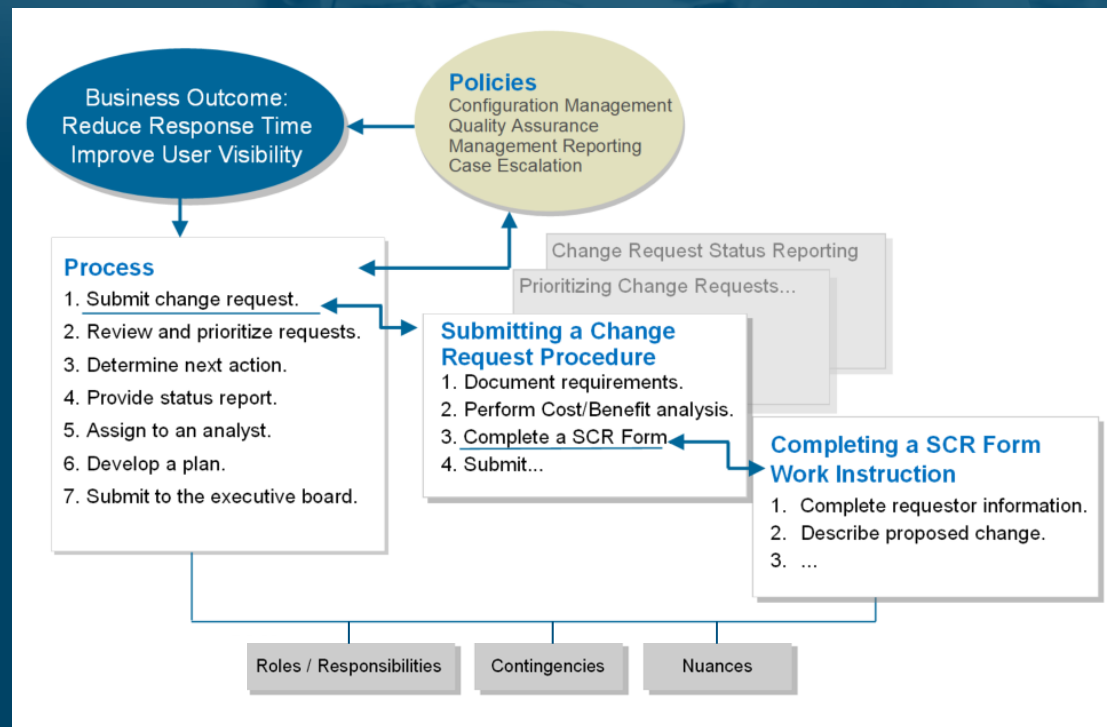 Business Outcome:
Reduce Response Time
Improve User Visibility
Policies
Configuration Management
Quality Assurance
Management Reporting
Case Escalation
Process
1. Submit change request.
2. Review and prioritize requests.
3. Determine next action.
4. Provide status report.
5. Assign to an analyst.
6. Develop a plan.
7. Submit to the executive board.
Change Request Status Reporting
Prioritizing Change Requests...
Submitting a Change
Request Procedure
1. Document requirements.
2. Perform Cost/Benefit analysis.
3. Complete a SCR Form
4. Submit...
Completing a SCR Form
Work Instruction
1. Complete requestor information.
2. Describe proposed change.
3. ...
Roles / Responsibilities
Contingencies
Nuances